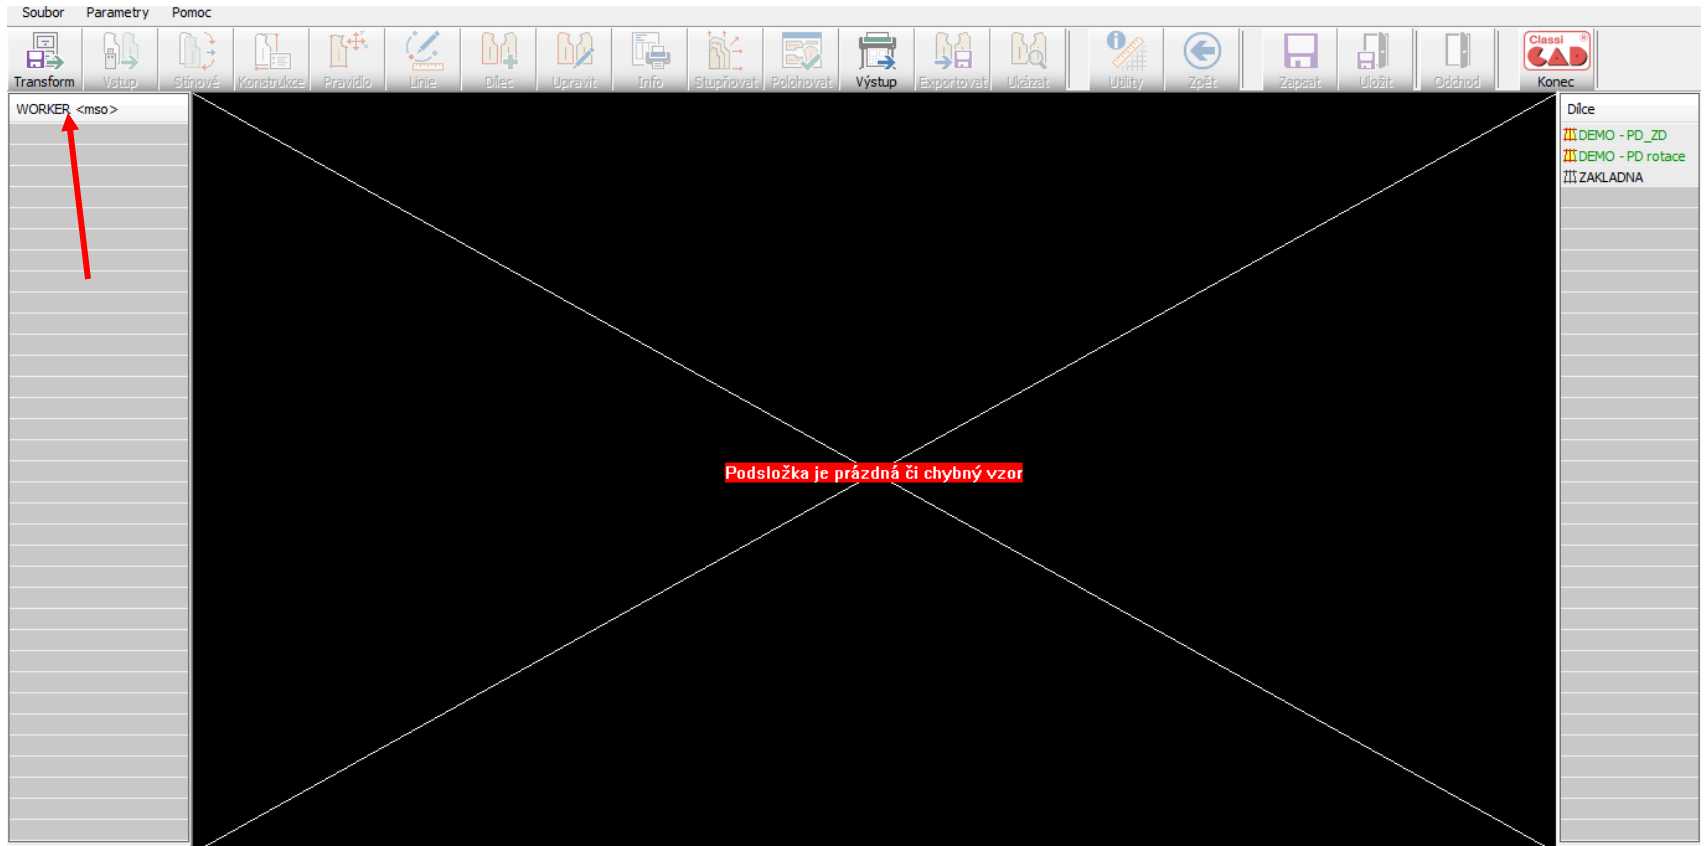 Soubor Parametry Pomoc
Transform Vstup Stínové Konstrukce Pravidlo Linie Dílec Upravit Info Stupňovat Polohovat Výstup Exportovat Ukázat Utility Zpět Zapsat Uložit Odchod Konec
Classi ®
CAD
WORKER <mso>
Dílce
DEMO - PD_ZD
DEMO - PD rotace
ZAKLADNA
Podsložka je prázdná či chybný vzor